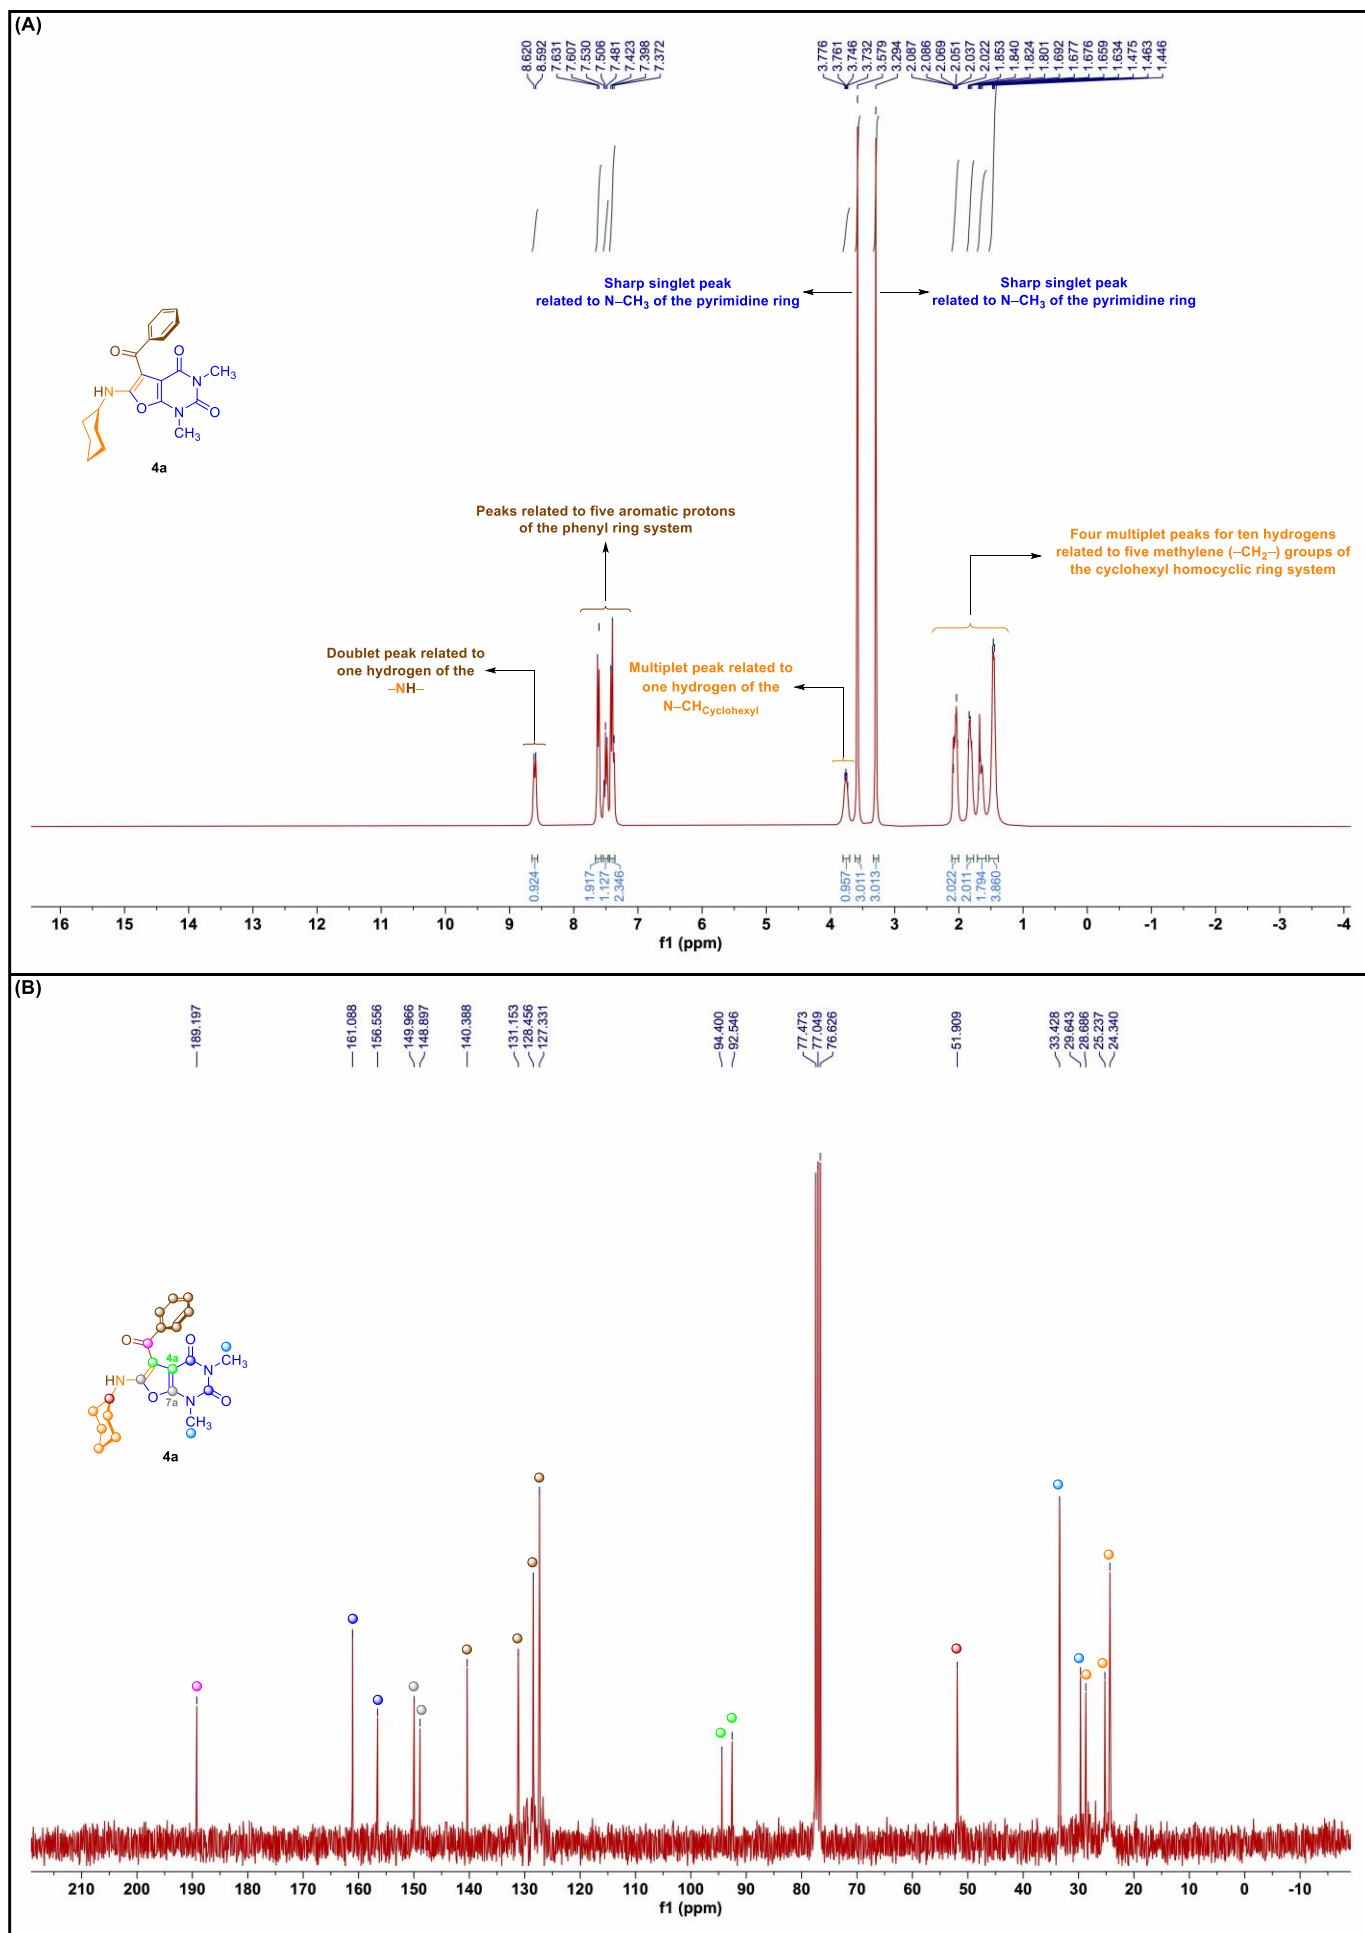 (A)
8.620
8.592
7.631
7.607
7.530
7.506
7.481
7.423
7.398
7.372
3.776
3.761
3.746
3.732
3.579
3.294
2.087
2.086
2.069
2.051
2.037
2.022
1.853
1.840
1.824
1.801
1.692
1.677
1.676
1.659
1.634
1.475
1.463
1.446
Sharp singlet peak
related to N–CH3 of the pyrimidine ring
Sharp singlet peak
related to N–CH3 of the pyrimidine ring
O
O
N
CH3
HN
O
N
O
CH3
4a
Peaks related to five aromatic protons
of the phenyl ring system
Four multiplet peaks for ten hydrogens
related to five methylene (–CH2–) groups of
the cyclohexyl homocyclic ring system
Doublet peak related to
one hydrogen of the
–NH–
Multiplet peak related to
one hydrogen of the
N–CHCyclohexyl
0.924
1.917
1.127
2.346
0.957
3.011
3.013
2.022
2.011
1.794
3.860
16 15 14 13 12 11 10 9 8 7 6 5 4 3 2 1 0 -1 -2 -3 -4
f1 (ppm)
(B)
189.197
161.088
156.556
149.966
148.897
140.388
131.153
128.456
127.331
94.400
92.546
77.473
77.049
76.626
51.909
33.428
29.643
28.686
25.237
24.340
O
O
4a
CH3
N
HN
O
7a
N
O
CH3
4a
210 200 190 180 170 160 150 140 130 120 110 100 90 80 70 60 50 40 30 20 10 0 -10
f1 (ppm)